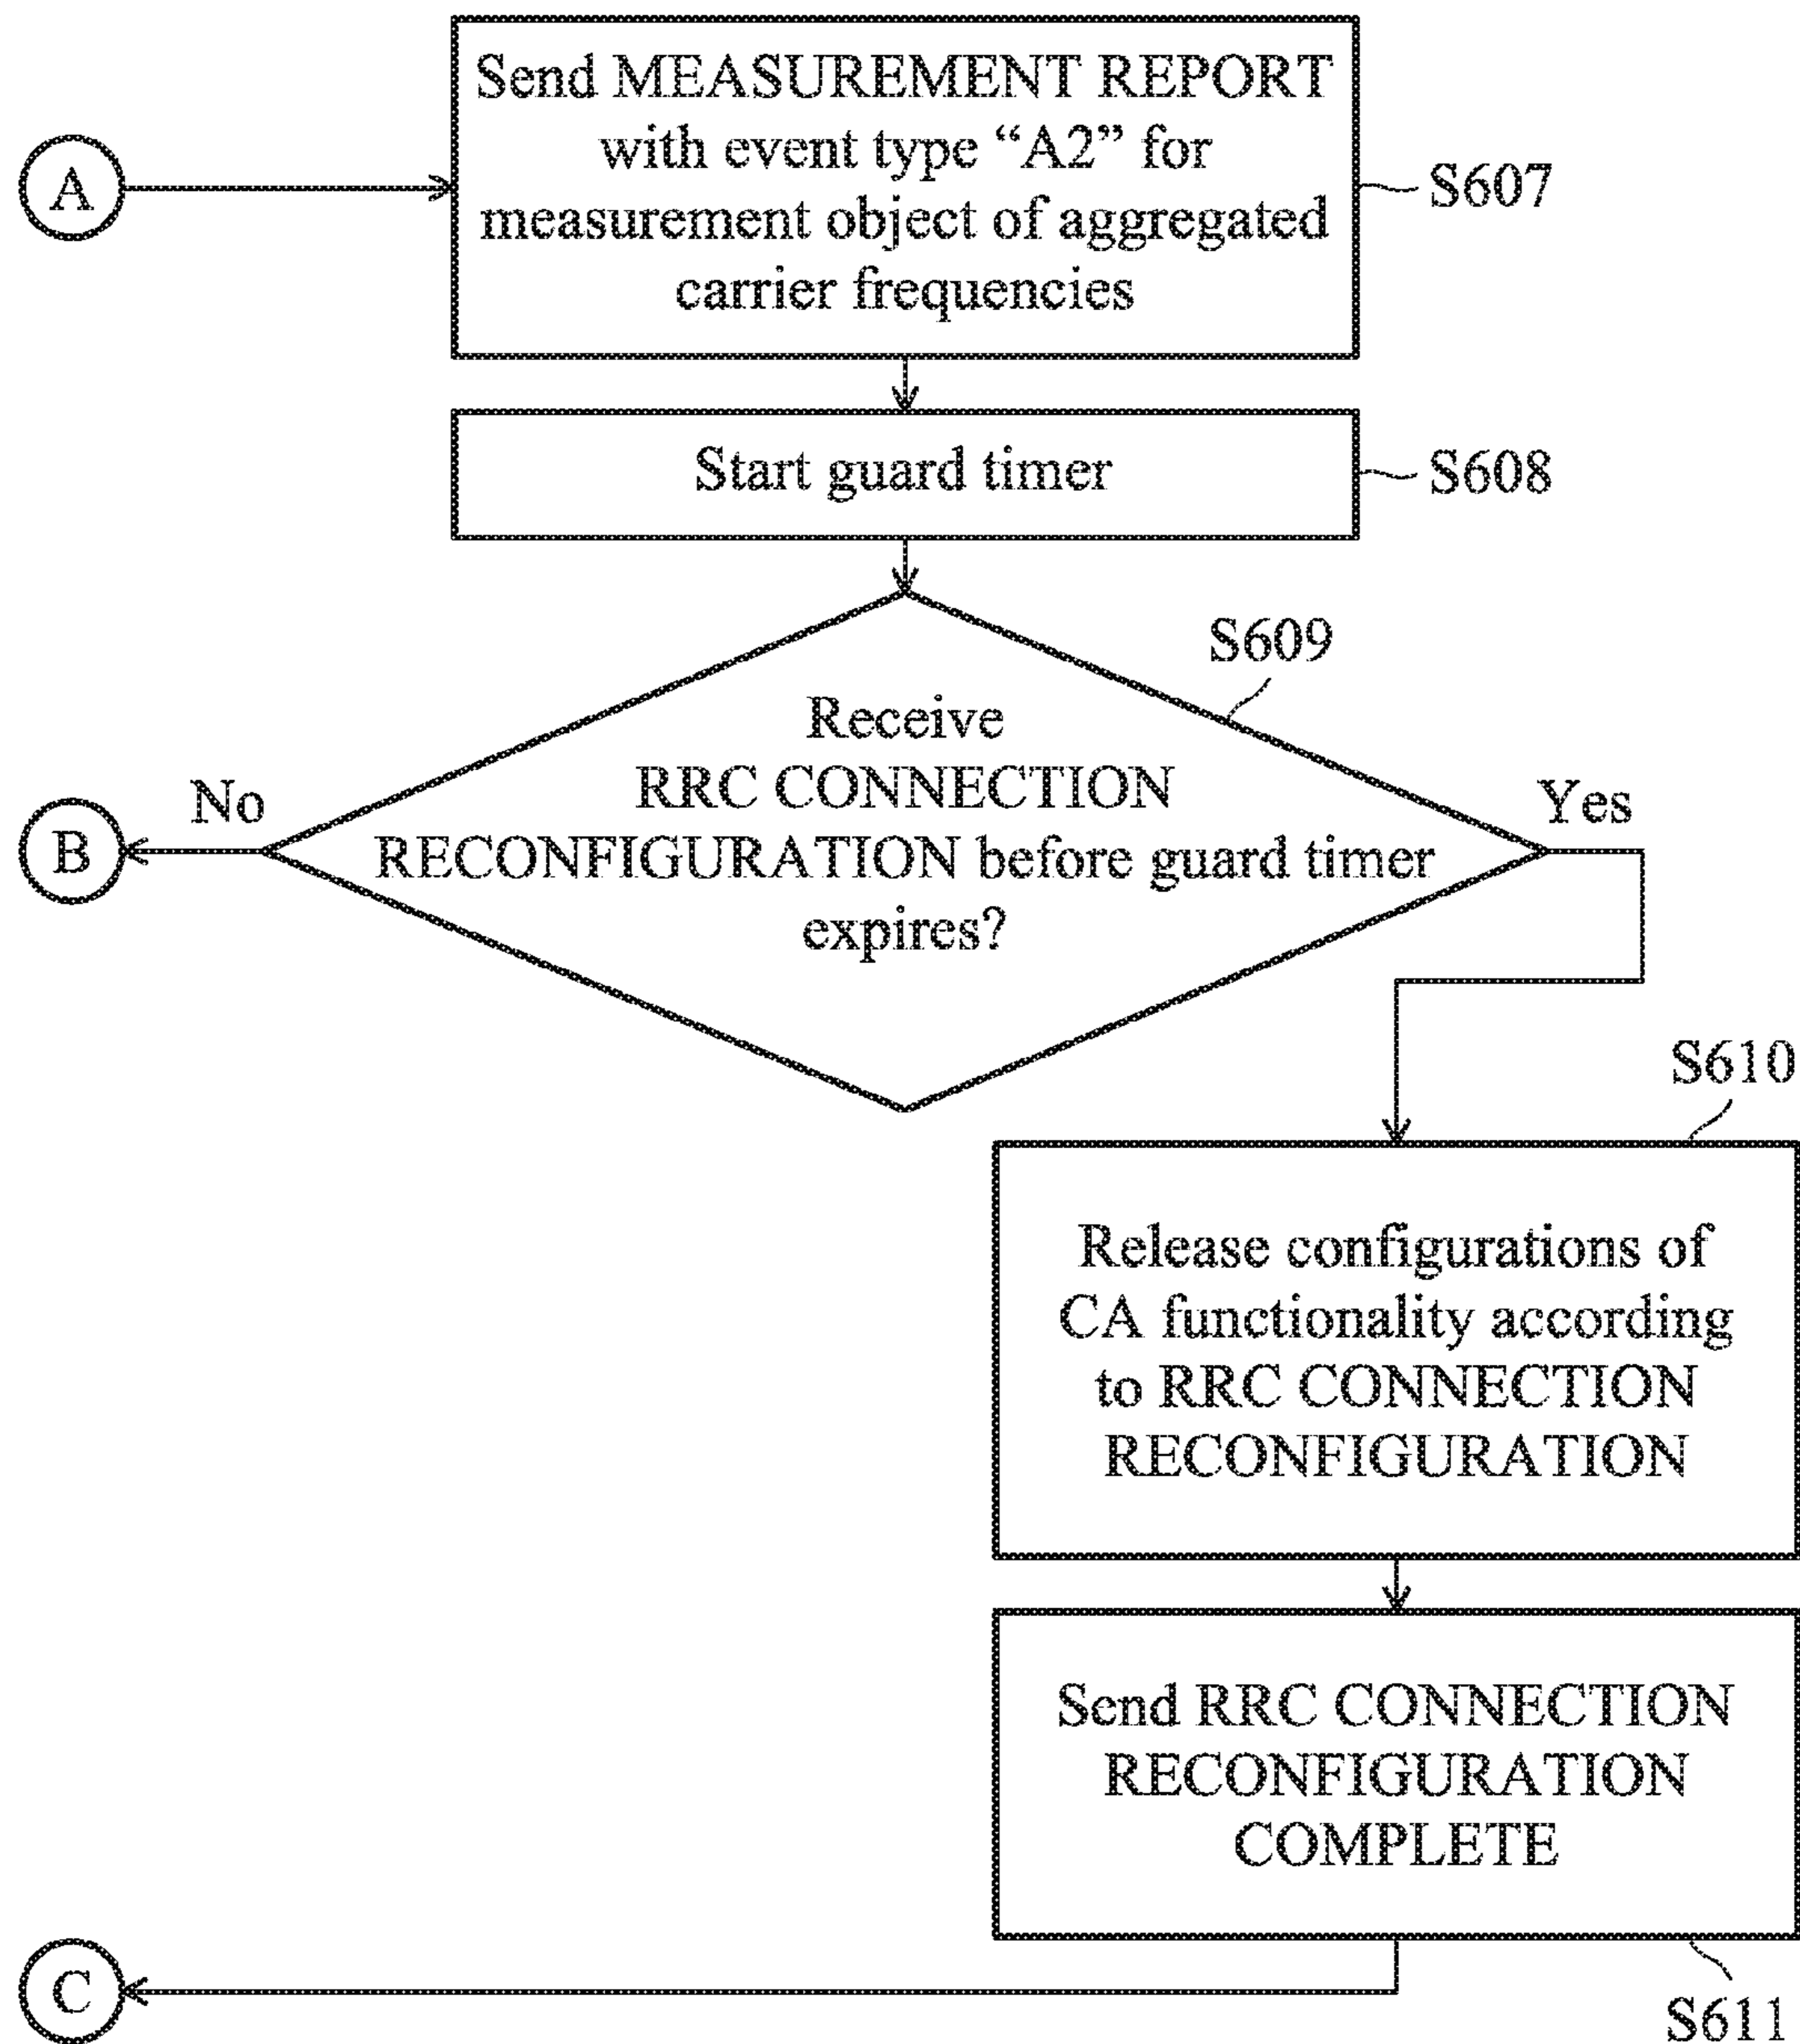 Send MEASUREMENT REPORT
with event type “A2” for
measurement object of aggregated
carrier frequencies
A
S607
Start guard timer
S608
S609
Receive
RRC CONNECTION
RECONFIGURATION before guard timer
expires?
No
Yes
B
S610
Release configurations of
CA functionality according
to RRC CONNECTION
RECONFIGURATION
Send RRC CONNECTION
RECONFIGURATION
COMPLETE
C
S611